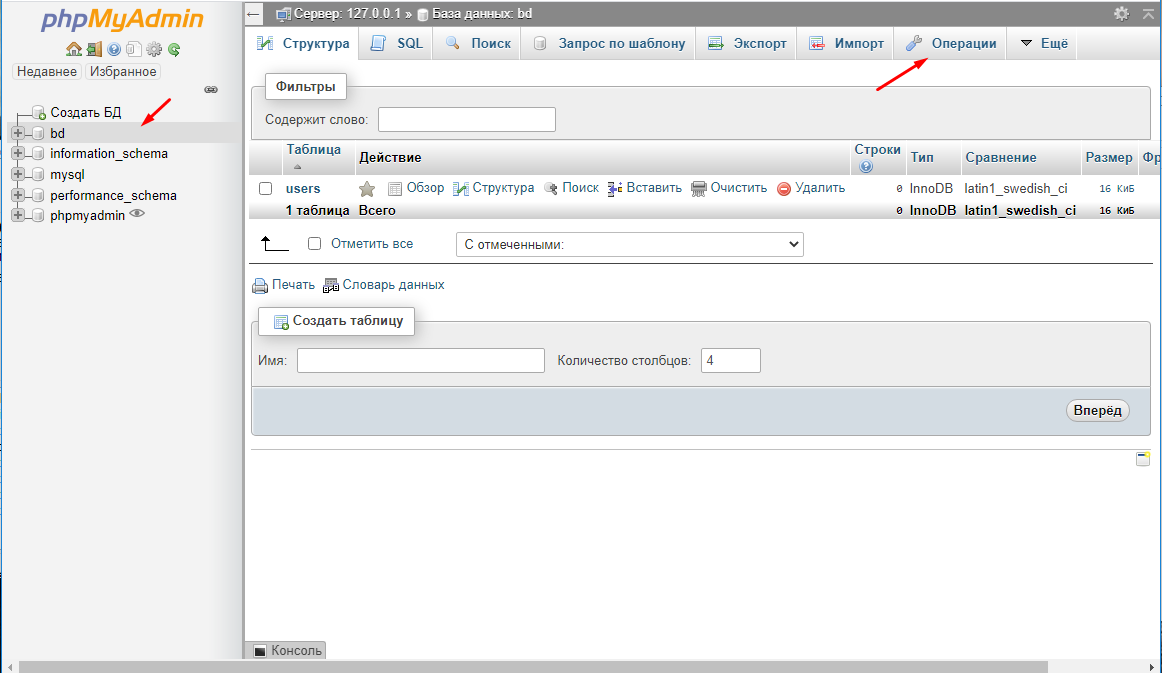 phpMyAdmin
Недавнее Избранное
Создать БД
bd
information_schema
mysql
performance_schema
phpmyadmin
Сервер: 127.0.0.1 » База данных: bd
Структура SQL Поиск Запрос по шаблону Экспорт Импорт Операции Ещё
Фильтры
Содержит слово:
Таблица Действие Строки Тип Сравнение Размер Фр
users Обзор Структура Поиск Вставить Очистить Удалить 0 InnoDB latin1_swedish_ci 16 КиБ
1 таблица Всего 0 InnoDB latin1_swedish_ci 16 КиБ
Отметить все С отмеченными:
Печать Словарь данных
Создать таблицу
Имя: Количество столбцов: 4
Вперёд
Консоль